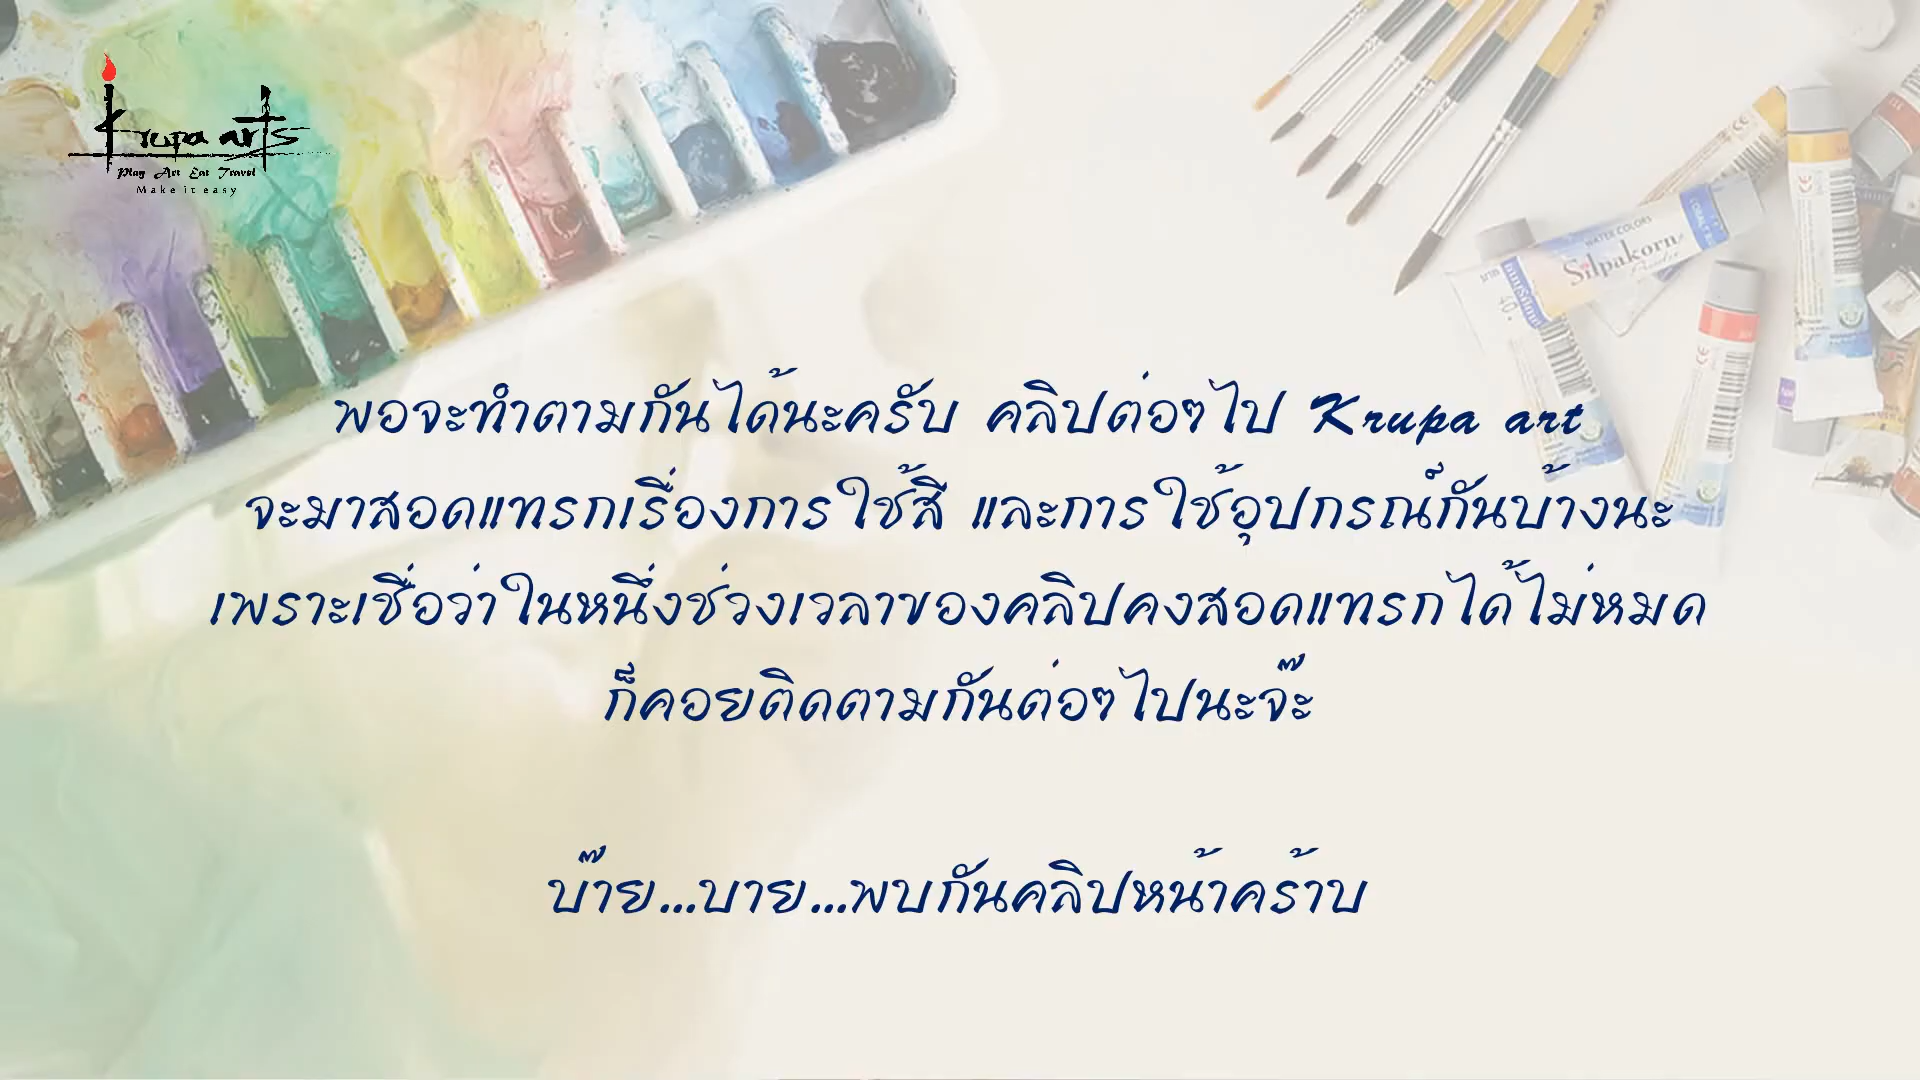 Krupa arts
Play Art Eat Travel
Make it easy
WATER COLORS
Silpakorn
พอจะทำตามกันได้นะครับ คลิปต่อๆไป Krupa art
จะมาสอดแทรกเรื่องการใช้สี และการใช้อุปกรณ์กันบ้างนะ
เพราะเชื่อว่าในหนึ่งช่วงเวลาของคลิปคงสอดแทรกได้ไม่หมด
ก็คอยติดตามกันต่อๆไปนะจ๊ะ
บ๊าย...บาย...พบกันคลิปหน้าคร้าบ